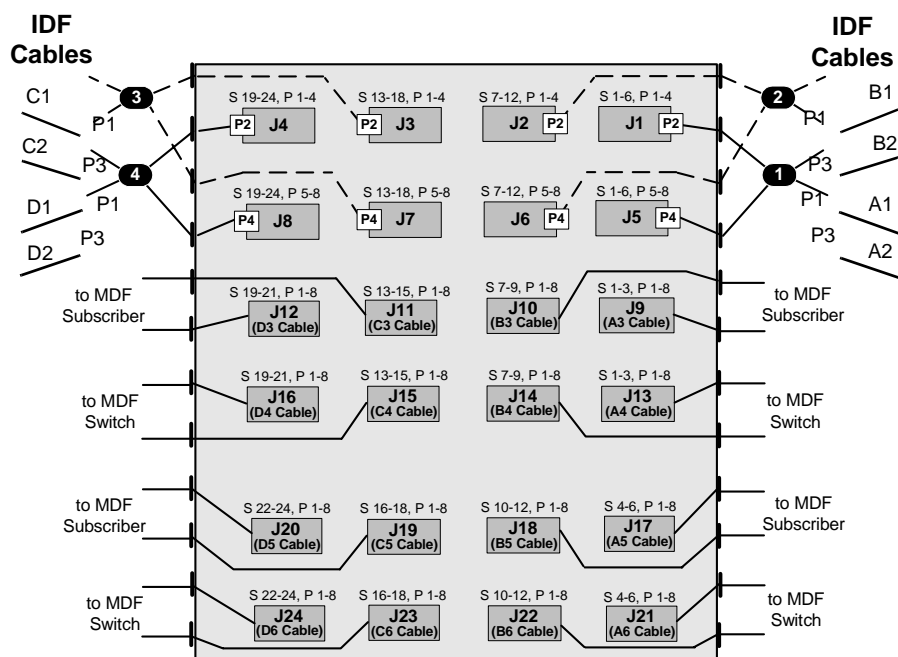 IDF
Cables
IDF
Cables
3
2
C1
B1
P1
P1
S 19-24, P 1-4
S 13-18, P 1-4
S 7-12, P 1-4
S 1-6, P 1-4
P2
J4
P2
J3
J2
P2
J1
P2
C2
B2
P3
P3
4
1
D1
P1
P1
A1
S 19-24, P 5-8
S 13-18, P 5-8
S 7-12, P 5-8
S 1-6, P 5-8
P4
J8
P4
J7
J6
P4
J5
P4
D2
P3
P3
A2
to MDF
Subscriber
S 19-21, P 1-8
S 13-15, P 1-8
S 7-9, P 1-8
S 1-3, P 1-8
to MDF
Subscriber
J12
(D3 Cable)
J11
(C3 Cable)
J10
(B3 Cable)
J9
(A3 Cable)
to MDF
Switch
S 19-21, P 1-8
S 13-15, P 1-8
S 7-9, P 1-8
S 1-3, P 1-8
to MDF
Switch
J16
(D4 Cable)
J15
(C4 Cable)
J14
(B4 Cable)
J13
(A4 Cable)
to MDF
Subscriber
S 22-24, P 1-8
S 16-18, P 1-8
S 10-12, P 1-8
S 4-6, P 1-8
to MDF
Subscriber
J20
(D5 Cable)
J19
(C5 Cable)
J18
(B5 Cable)
J17
(A5 Cable)
to MDF
Switch
S 22-24, P 1-8
S 16-18, P 1-8
S 10-12, P 1-8
S 4-6, P 1-8
to MDF
Switch
J24
(D6 Cable)
J23
(C6 Cable)
J22
(B6 Cable)
J21
(A6 Cable)